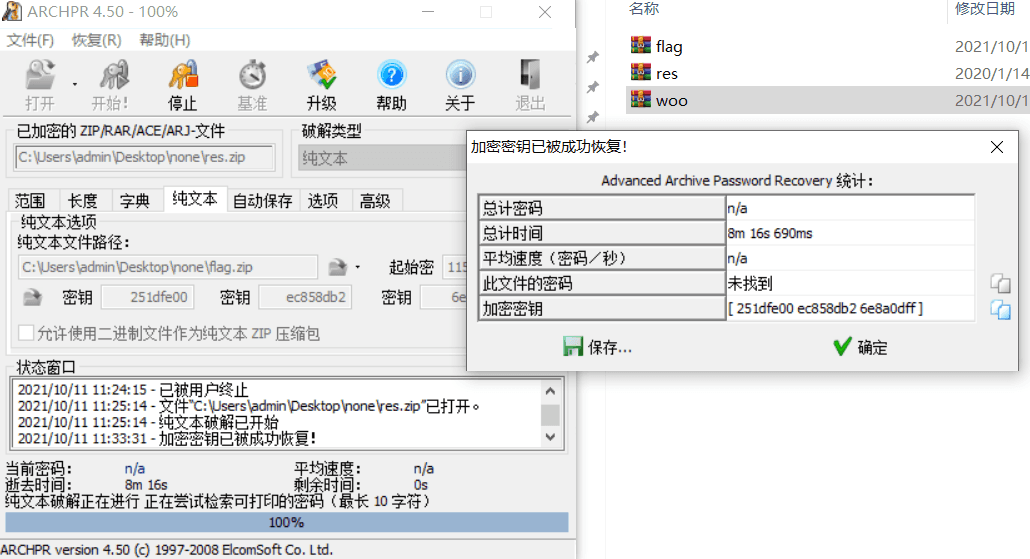 ARCHPR 4.50 - 100%
文件(F) 恢复(R) 帮助(H)
打开 开始! 停止 基准 升级 帮助 关于 退出
已加密的 ZIP/RAR/ACE/ARJ-文件 破解类型
C:\Users\admin\Desktop\none\res.zip 纯文本
范围 长度 字典 纯文本 自动保存 选项 高级
纯文本选项
纯文本文件路径:
C:\Users\admin\Desktop\none\flag.zip 起始密 115
密钥 251dfe00 密钥 ec858db2 密钥 6e
允许使用二进制文件作为纯文本 ZIP 压缩包
状态窗口
2021/10/11 11:24:15 - 已被用户终止
2021/10/11 11:25:14 - 文件“C:\Users\admin\Desktop\none\res.zip”已打开。
2021/10/11 11:25:14 - 纯文本破解已开始
2021/10/11 11:33:31 - 加密密钥已被成功恢复!
当前密码: n/a 平均速度: n/a
逝去时间: 8m 16s 剩余时间: 0s
纯文本破解正在进行 正在尝试检索可打印的密码 (最长 10 字符)
100%
ARCHPR version 4.50 (c) 1997-2008 ElcomSoft Co. Ltd.
名称 修改日期
flag 2021/10/1
res 2020/1/14
woo 2021/10/1
加密密钥已被成功恢复!
Advanced Archive Password Recovery 统计:
总计密码 n/a
总计时间 8m 16s 690ms
平均速度 (密码/秒) n/a
此文件的密码 未找到
加密密钥 [ 251dfe00 ec858db2 6e8a0dff ]
保存... 确定